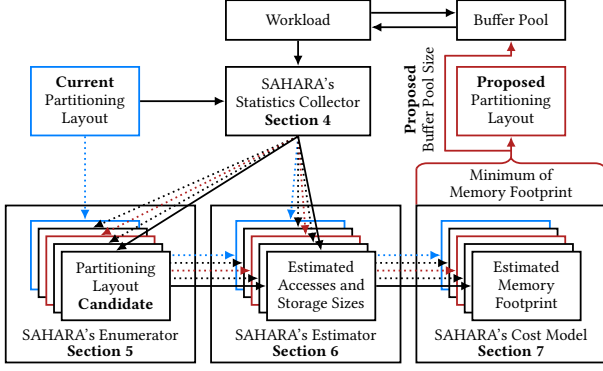 Workload
Buffer Pool
Current
Partitioning
Layout
SAHARA's
Statistics Collector
Section 4
Proposed
Buffer Pool Size
Proposed
Partitioning
Layout
Minimum of
Memory Footprint
Partitioning
Layout
Candidate
SAHARA's Enumerator
Section 5
Estimated
Accesses and
Storage Sizes
SAHARA's Estimator
Section 6
Estimated
Memory
Footprint
SAHARA's Cost Model
Section 7